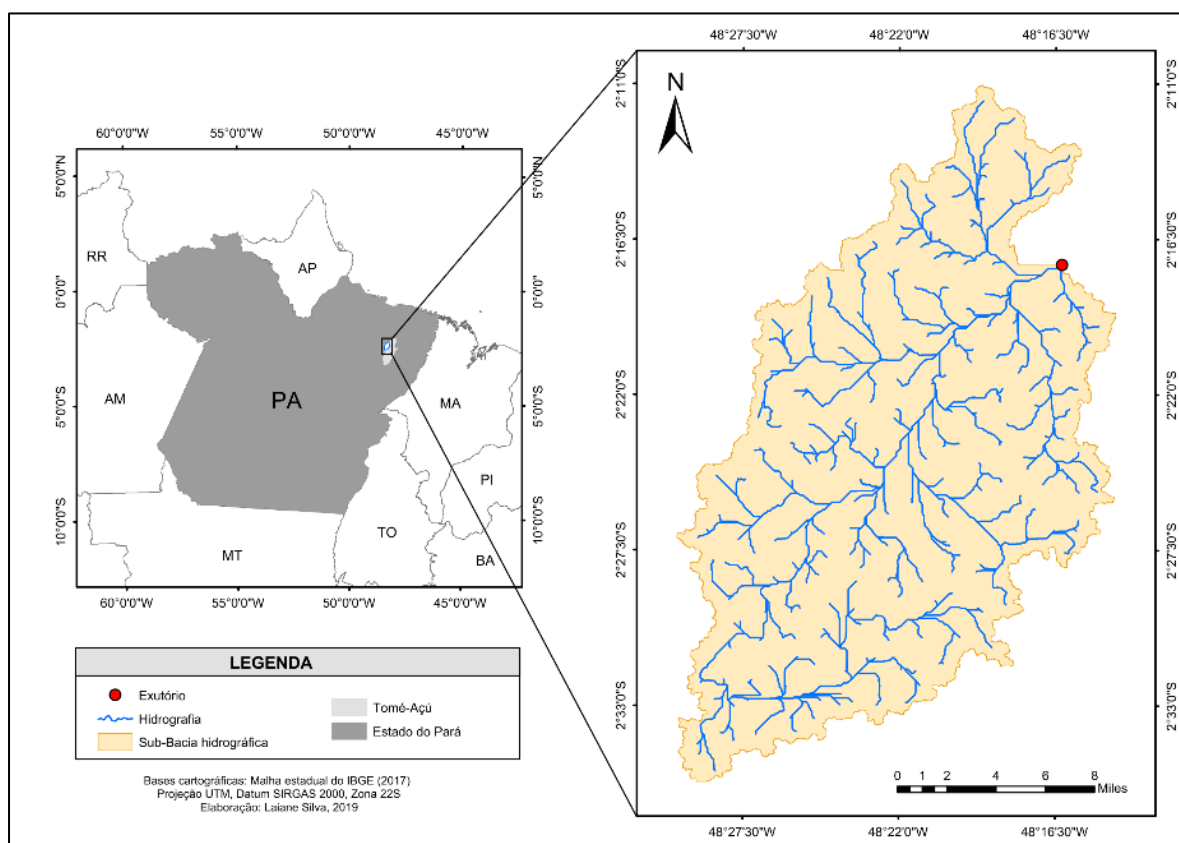 60°0'0"W 55°0'0"W 50°0'0"W 45°0'0"W
5°0'0"N
0°0'0"
5°0'0"S
10°0'0"S
RR
AP
AM
PA
MA
PI
TO
MT
BA
5°0'0"N
0°0'0"
5°0'0"S
10°0'0"S
60°0'0"W 55°0'0"W 50°0'0"W 45°0'0"W
LEGENDA
Exutório
Hidrografia
Sub-Bacia hidrográfica
Tomé-Açú
Estado do Pará
Bases cartográficas: Malha estadual do IBGE (2017)
Projeção UTM, Datum SIRGAS 2000, Zona 22S
Elaboração: Laiane Silva, 2019
48°27'30"W 48°22'0"W 48°16'30"W
N
2°11'0"S
2°16'30"S
2°22'0"S
2°27'30"S
2°33'0"S
2°11'0"S
2°16'30"S
2°22'0"S
2°27'30"S
2°33'0"S
0 1 2 4 6 8
Miles
48°27'30"W 48°22'0"W 48°16'30"W